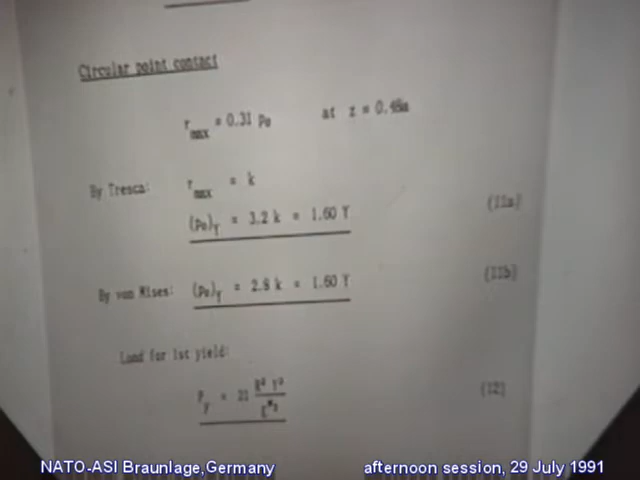 Circular point contact
τmax = 0.31 po at z = 0.48a
By Tresca: τmax = k
(po)Y = 3.2 k = 1.60 Y (11a)
By von Mises: (po)Y = 2.8 k = 1.60 Y (11b)
Load for 1st yield:
Py = 21 R² Y³ / E*² (12)
NATO-ASI Braunlage,Germany afternoon session, 29 July 1991